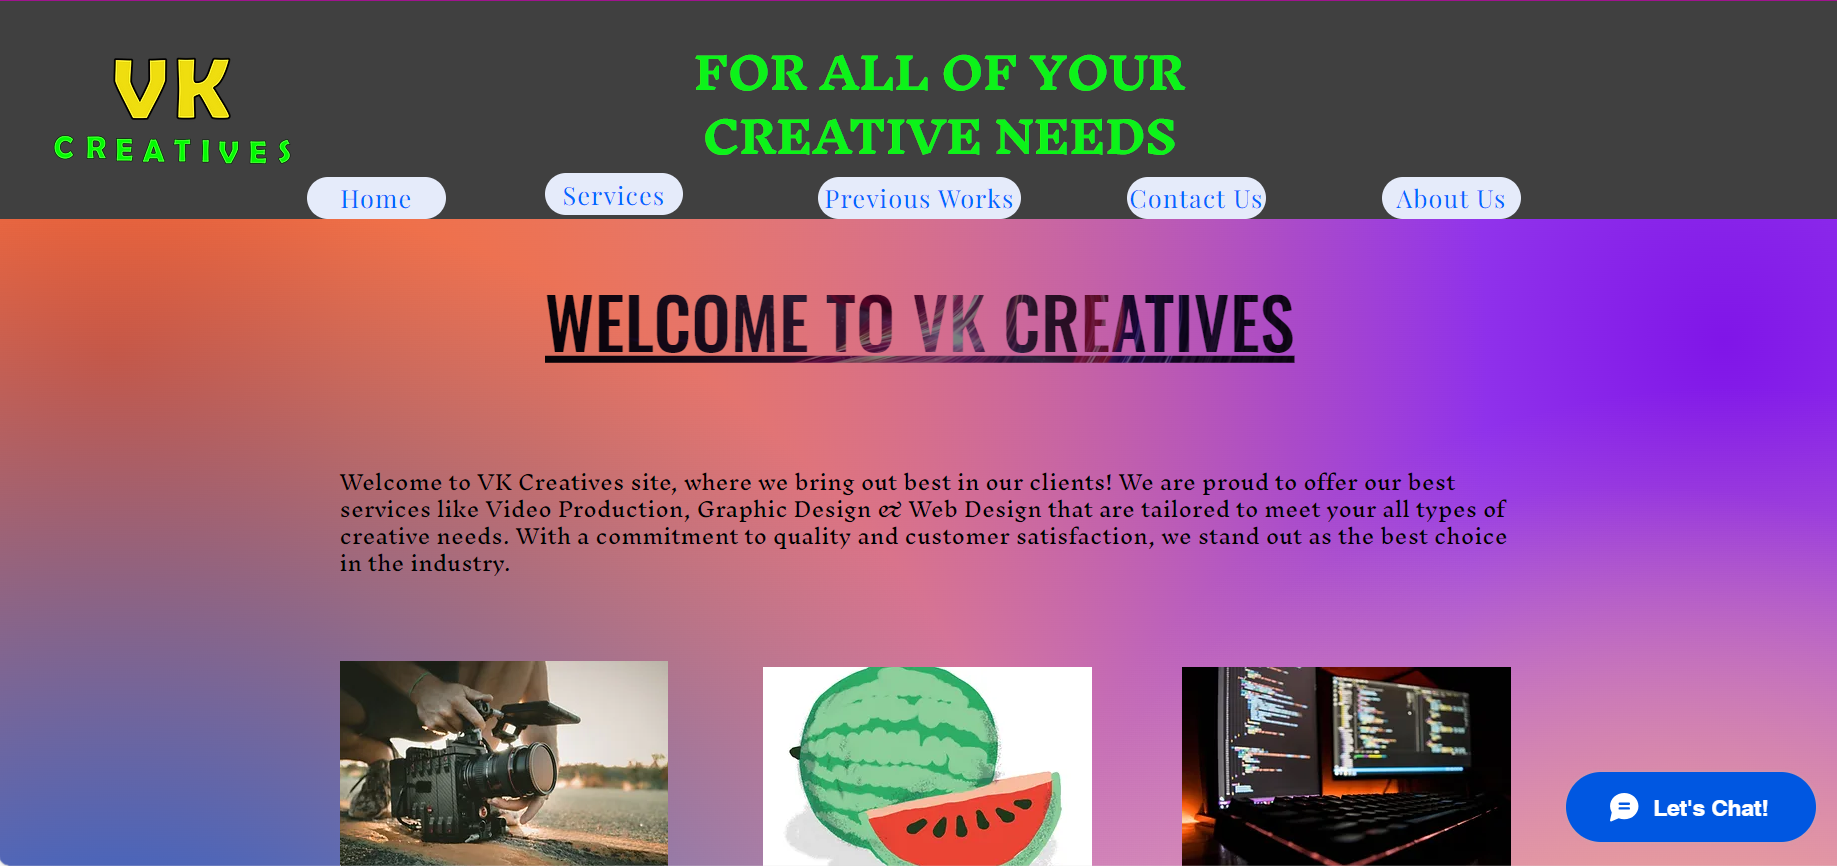 VK
CREATIVES
FOR ALL OF YOUR
CREATIVE NEEDS
Home
Services
Previous Works
Contact Us
About Us
WELCOME TO VK CREATIVES
Welcome to VK Creatives site, where we bring out best in our clients! We are proud to offer our best
services like Video Production, Graphic Design & Web Design that are tailored to meet your all types of
creative needs. With a commitment to quality and customer satisfaction, we stand out as the best choice
in the industry.
Let's Chat!